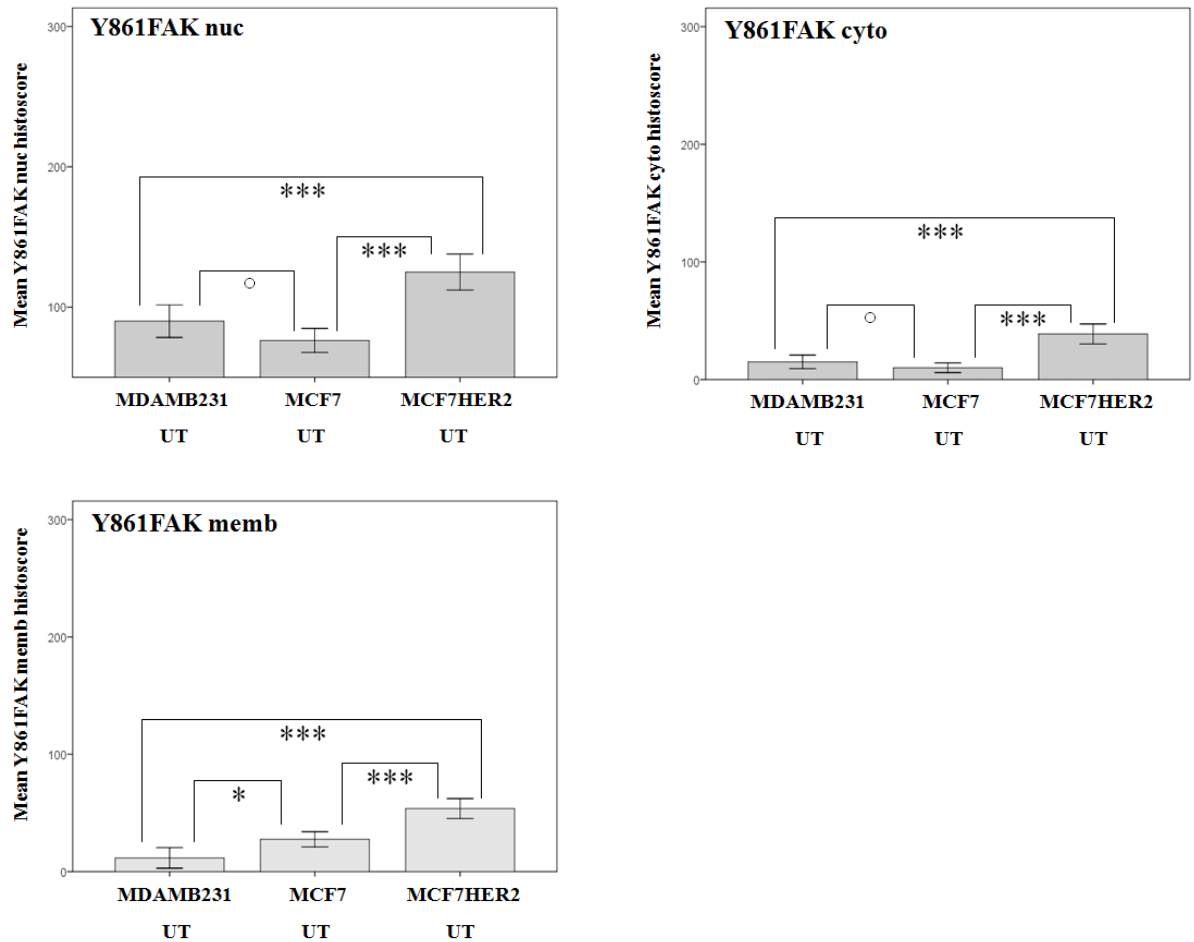 Y861FAK nuc
Mean Y861FAK nuc histoscore
300
200
100
***
***
°
MDAMB231 MCF7 MCF7HER2
UT UT UT
Y861FAK cyto
Mean Y861FAK cyto histoscore
300
200
100
0
***
***
°
MDAMB231 MCF7 MCF7HER2
UT UT UT
Y861FAK memb
Mean Y861FAK memb histoscore
300
200
100
0
***
***
*
MDAMB231 MCF7 MCF7HER2
UT UT UT